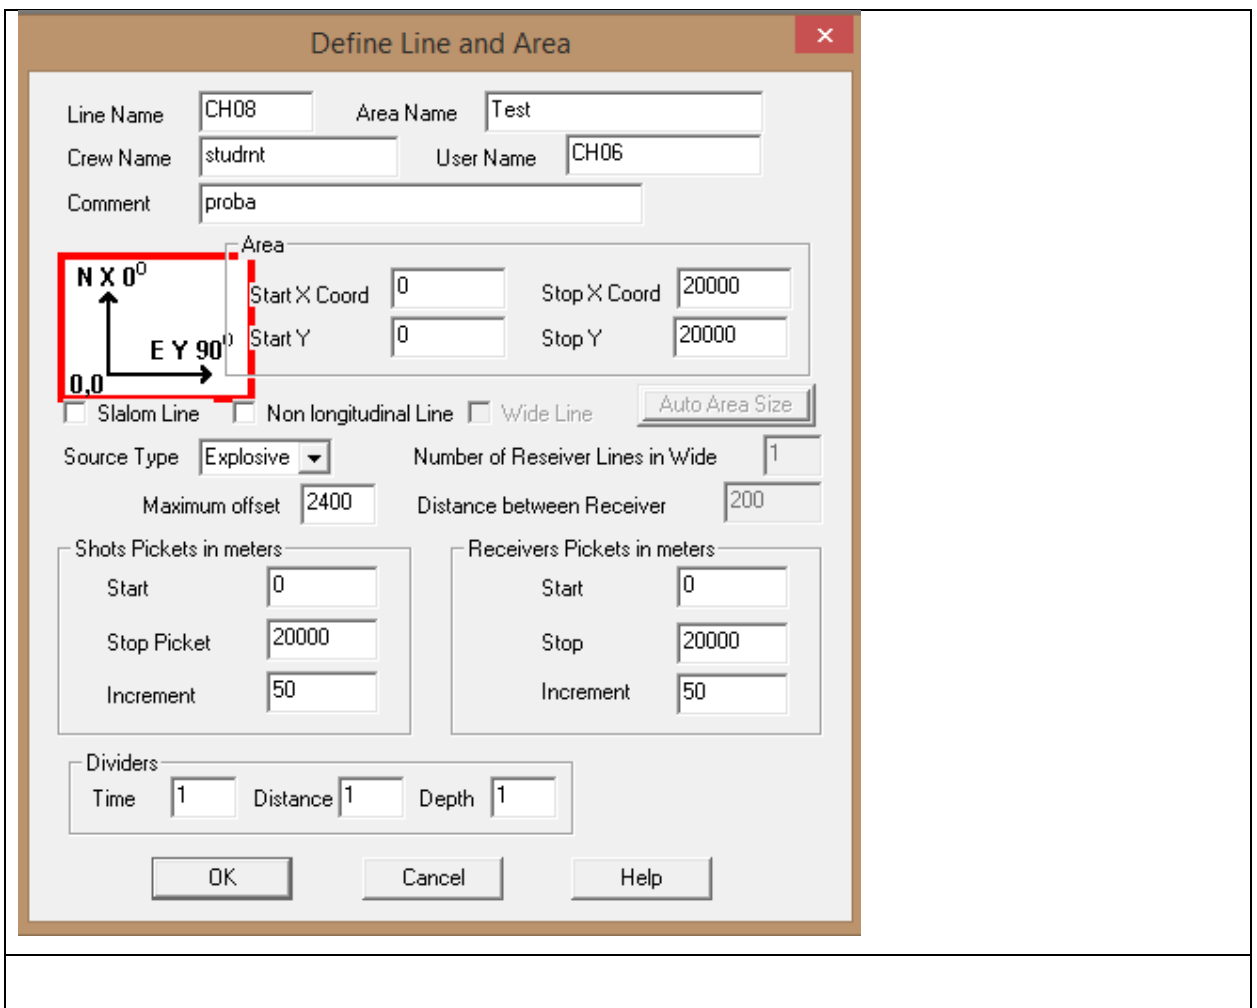 Define Line and Area
Line Name CH08 Area Name Test
Crew Name studrnt User Name CH06
Comment proba
Area
N X 0⁰
E Y 90⁰
0,0
Start X Coord 0 Stop X Coord 20000
Start Y 0 Stop Y 20000
Slalom Line Non longitudinal Line Wide Line Auto Area Size
Source Type Explosive Number of Reseiver Lines in Wide 1
Maximum offset 2400 Distance between Receiver 200
Shots Pickets in meters
Start 0
Stop Picket 20000
Increment 50
Receivers Pickets in meters
Start 0
Stop 20000
Increment 50
Dividers
Time 1 Distance 1 Depth 1
OK Cancel Help